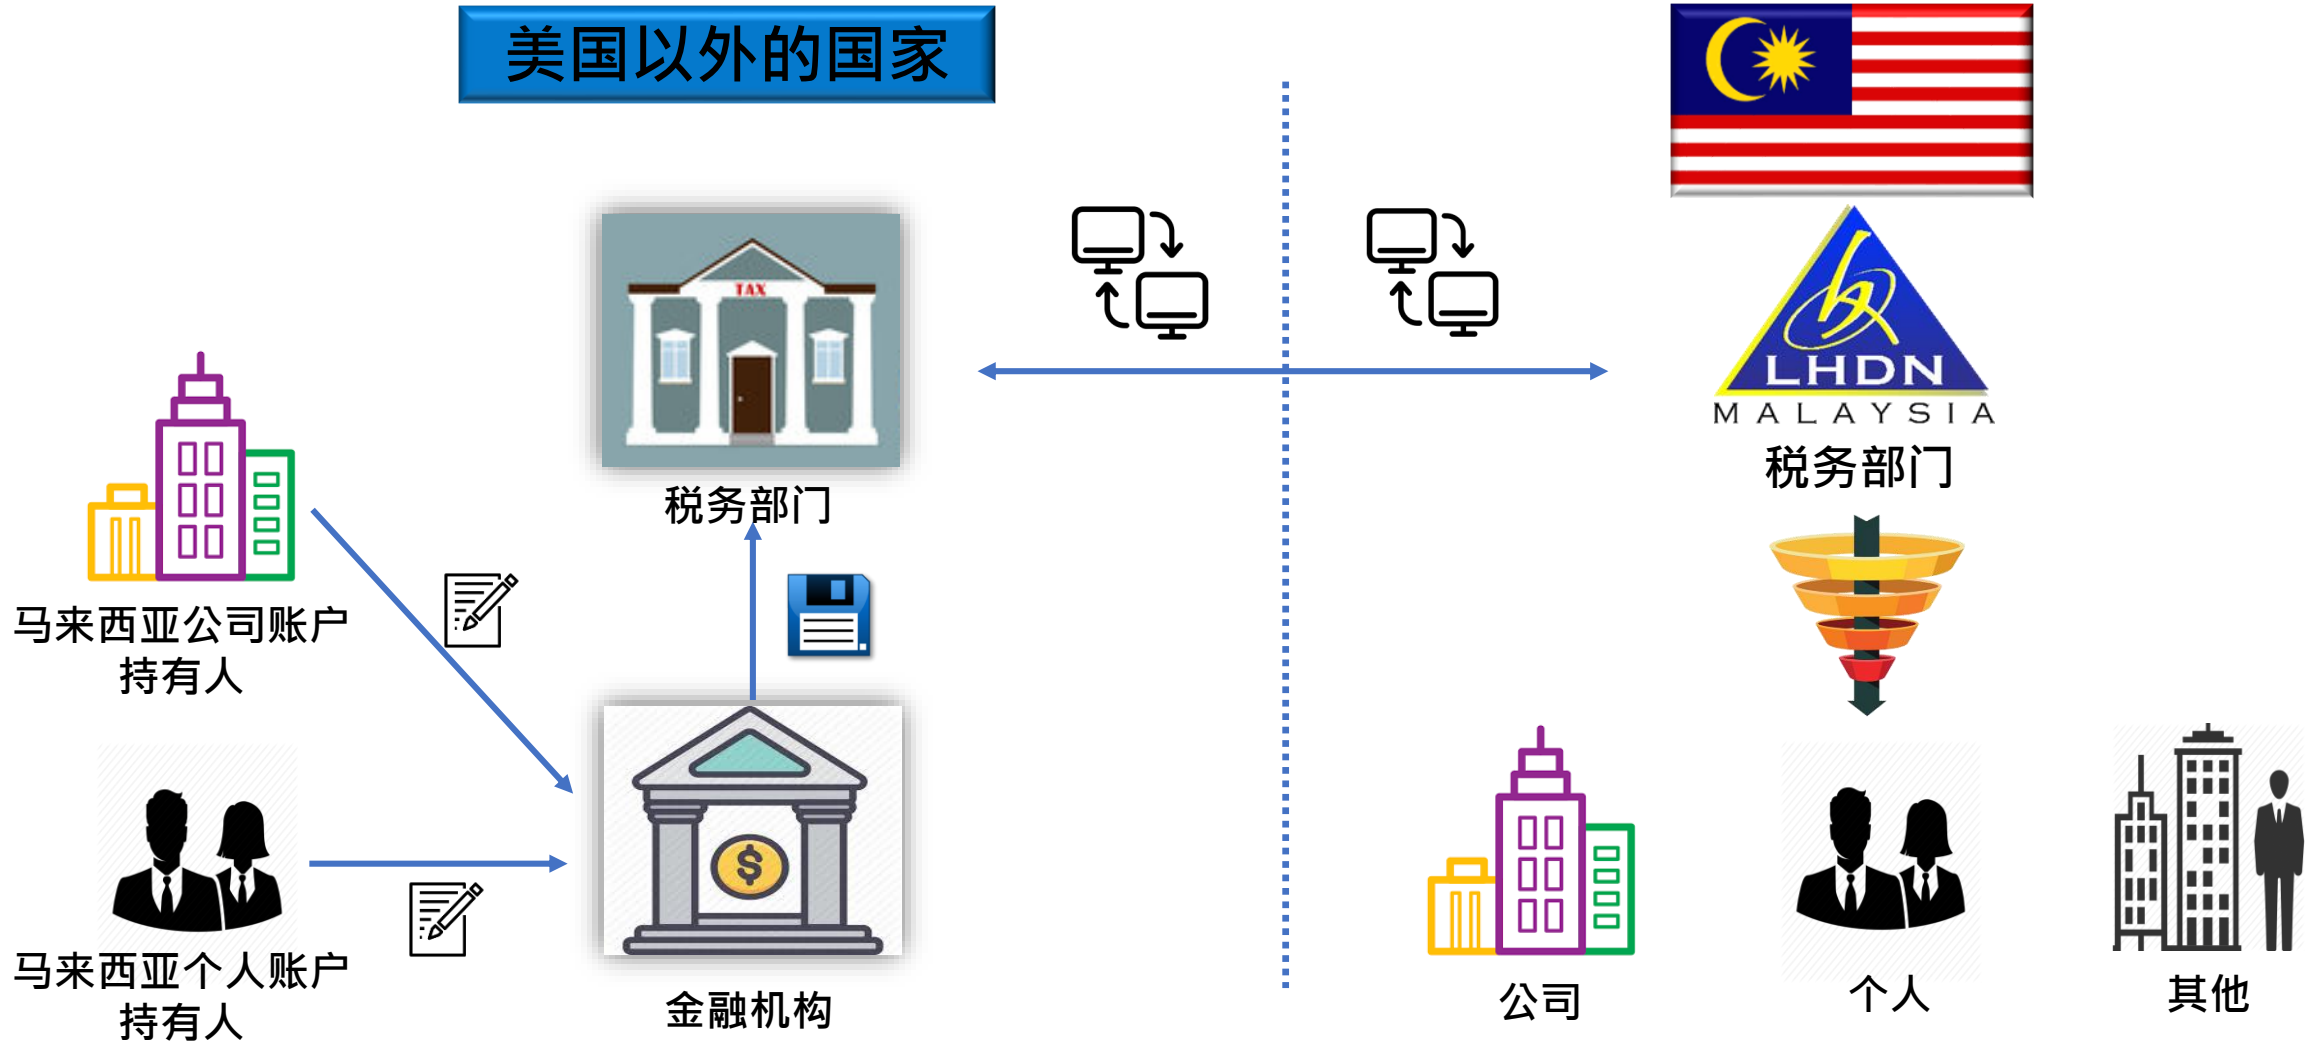 美国以外的国家
TAX
税务部门
马来西亚公司账户
持有人
马来西亚个人账户
持有人
$
金融机构
LHDN
MALAYSIA
税务部门
公司
个人
其他